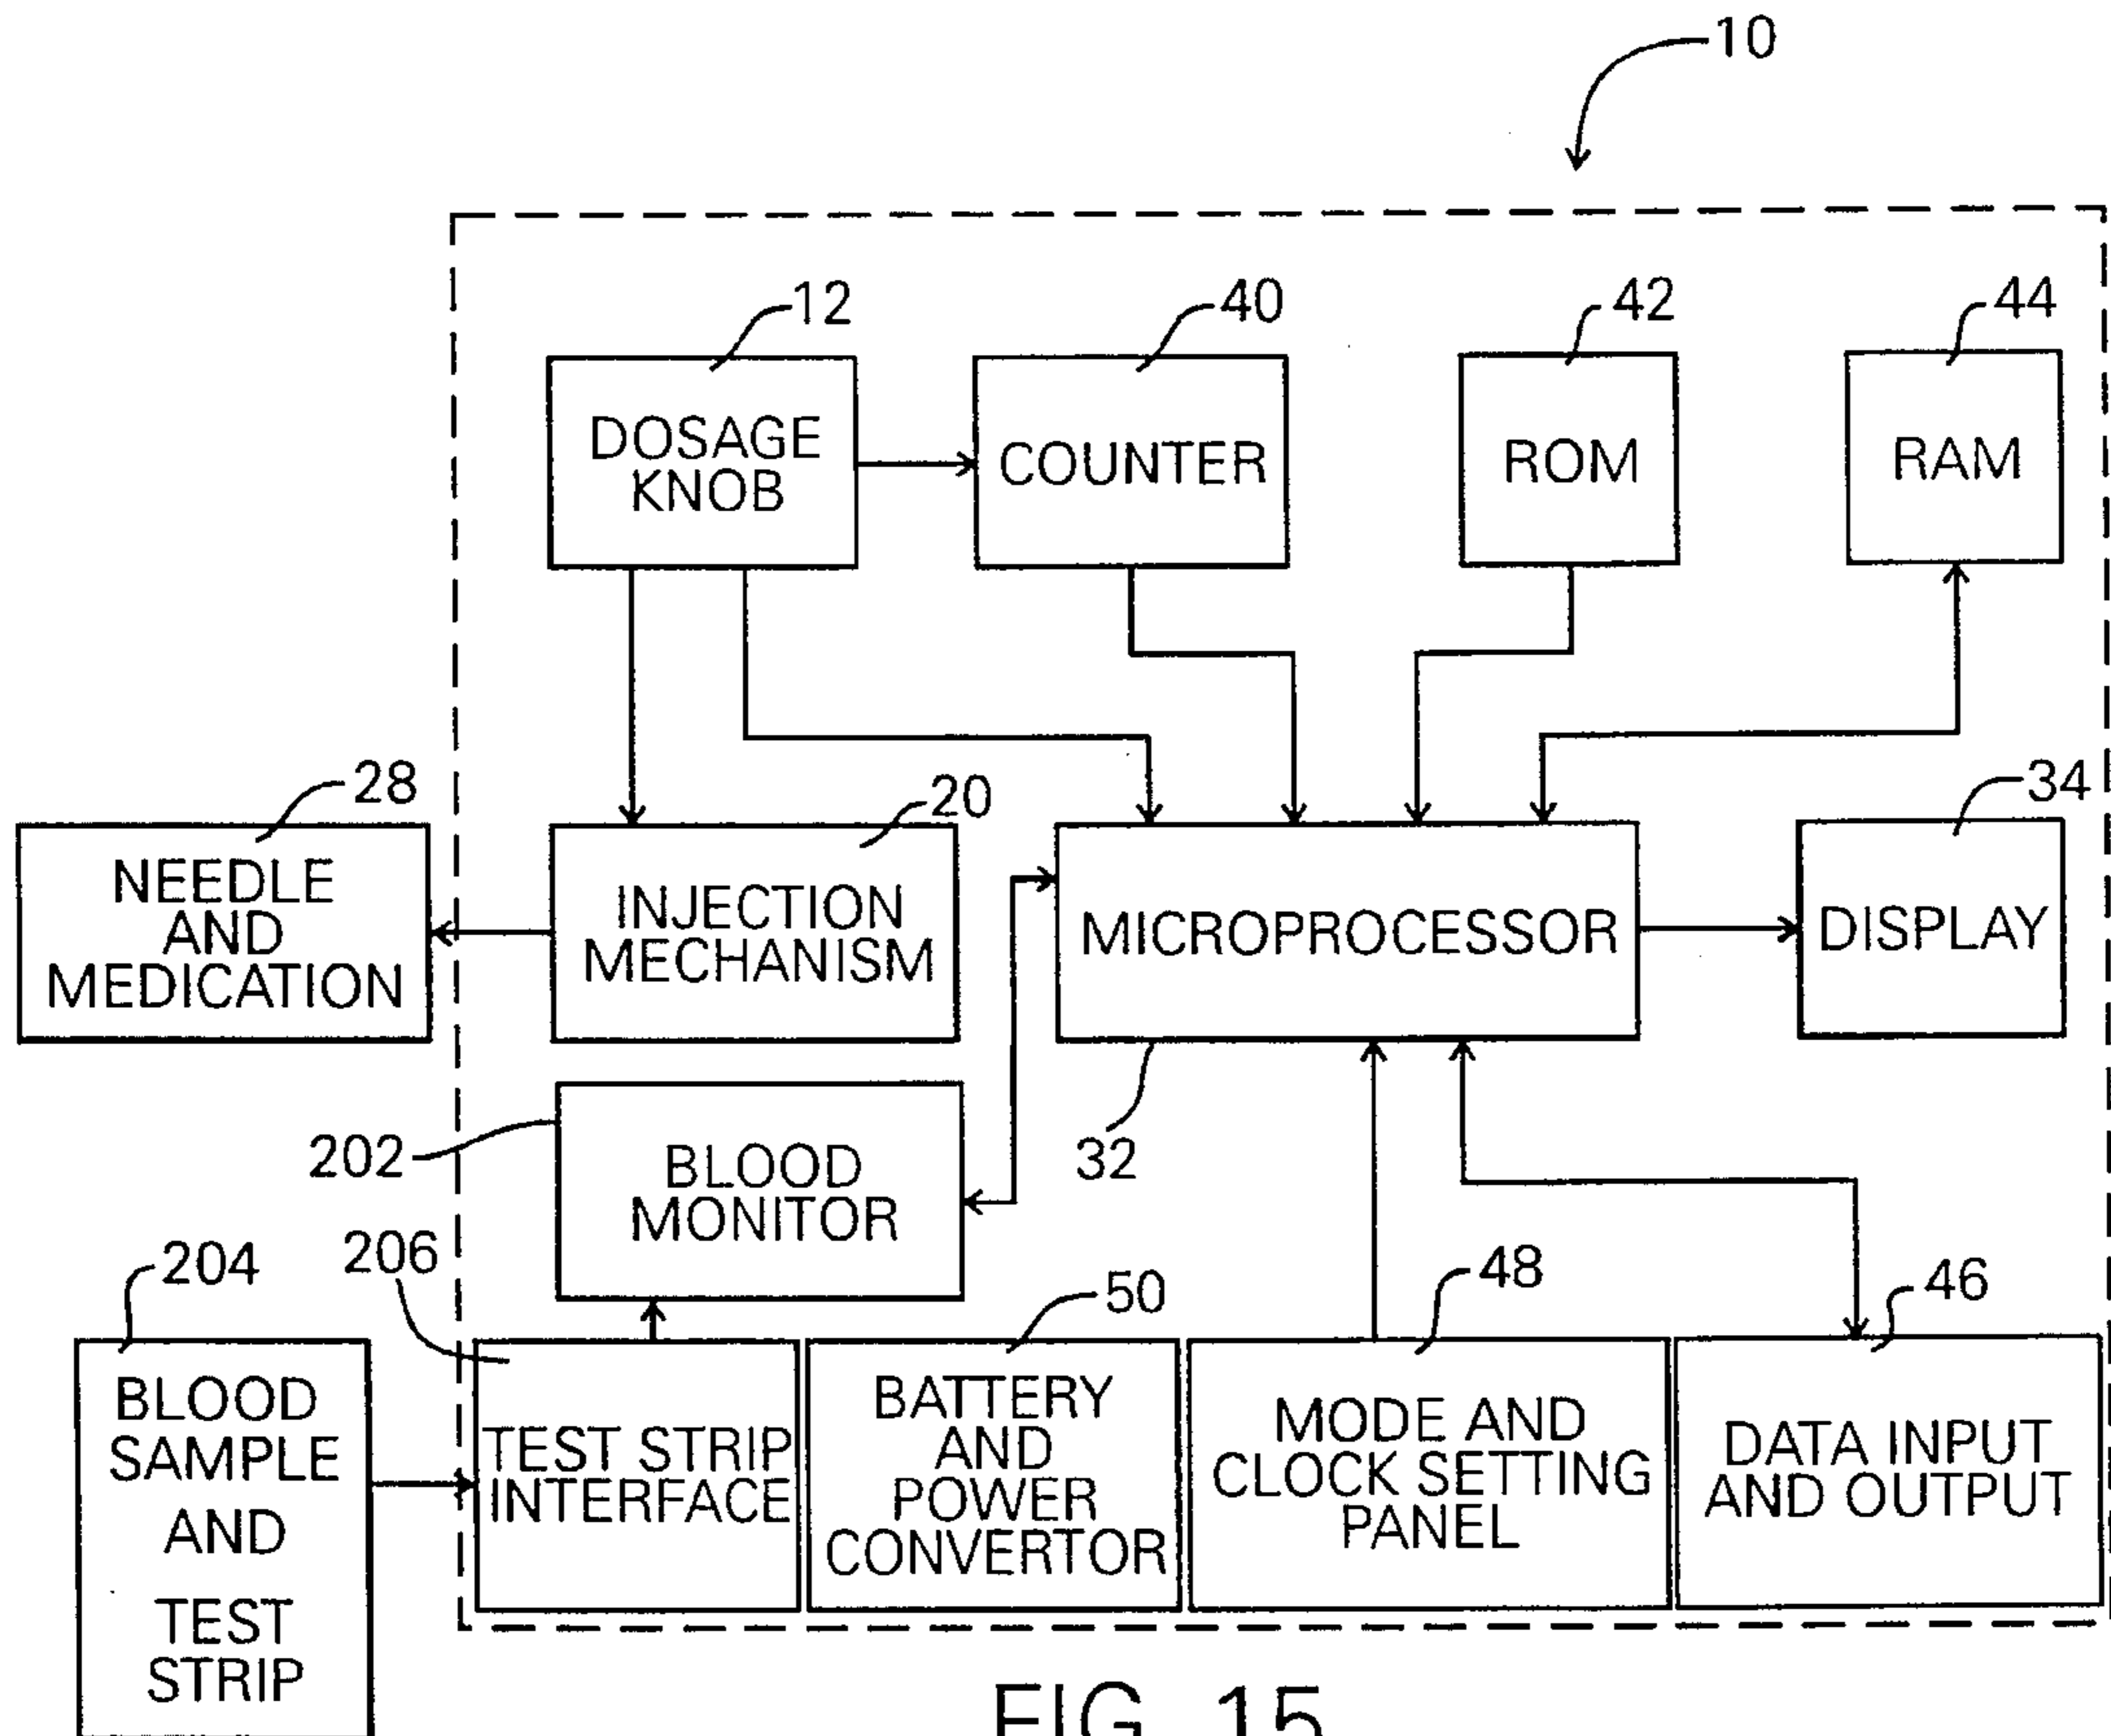 10
12
40
42
44
DOSAGE
KNOB
COUNTER
ROM
RAM
28
20
34
NEEDLE
AND
MEDICATION
INJECTION
MECHANISM
MICROPROCESSOR
DISPLAY
202
BLOOD
MONITOR
32
204
206
50
48
46
BLOOD
SAMPLE
AND
TEST
STRIP
TEST STRIP
INTERFACE
BATTERY
AND
POWER
CONVERTOR
MODE AND
CLOCK SETTING
PANEL
DATA INPUT
AND OUTPUT
FIG. 15